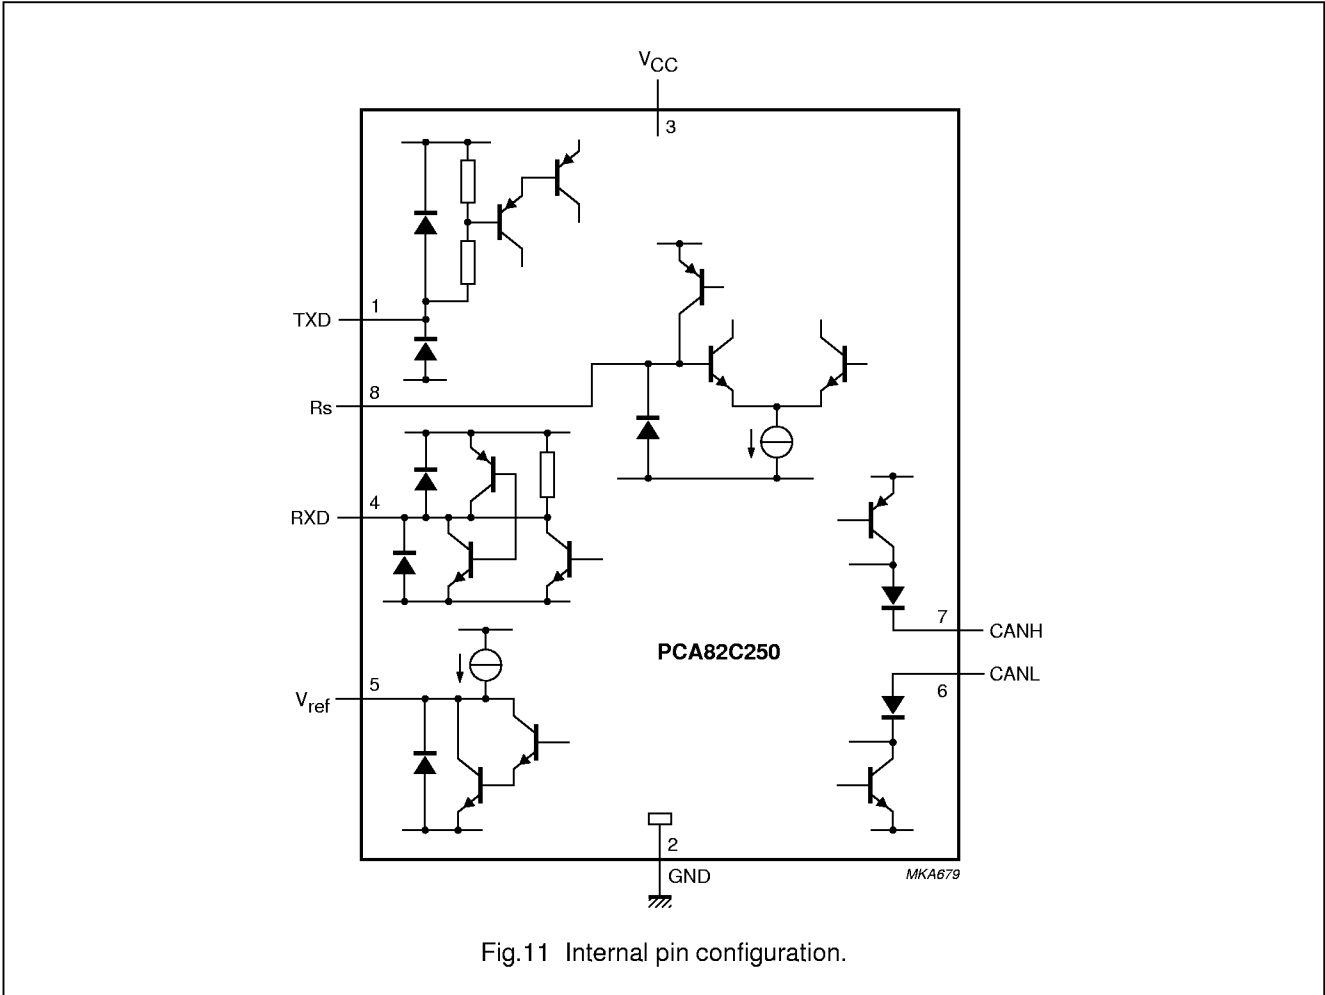 VCC
3
1
TXD
8
Rs
4
RXD
7
CANH
PCA82C250
CANL
5
6
Vref
2
GND
MKA679
Fig.11 Internal pin configuration.